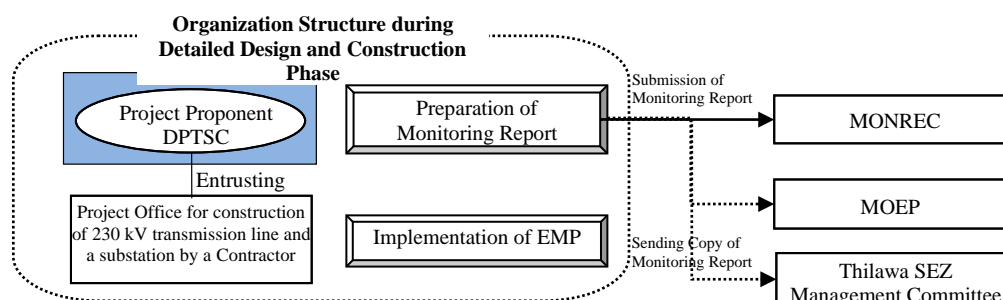 Organization Structure during
Detailed Design and Construction
Phase
Project Proponent
DPTSC
Entrusting
Project Office for construction
of 230 kV transmission line and
a substation by a Contractor
Preparation of
Monitoring Report
Implementation of EMP
Submission of
Monitoring Report
Sending Copy of
Monitoring Report
MONREC
MOEP
Thilawa SEZ
Management Committee